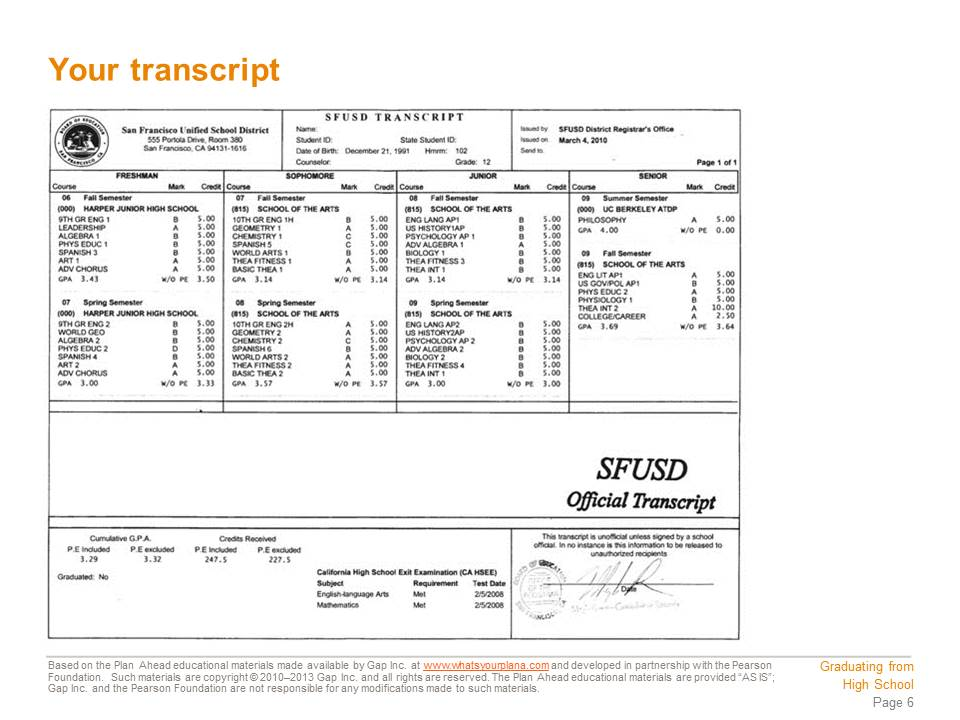 Your transcript
SFUSD TRANSCRIPT
San Francisco Unified School District
555 Portola Drive, Room 380
San Francisco, CA 94131-1616
Name:
Student ID: State Student ID:
Date of Birth: December 21, 1991 Hmrm: 102
Counselor: Grade: 12
Issued by SFUSD District Registrar's Office
Issued on March 4, 2010
Send to.
Page 1 of 1
FRESHMAN
Course Mark Credit
06 Fall Semester
(000) HARPER JUNIOR HIGH SCHOOL
9TH GR ENG 1 B 5.00
LEADERSHIP A 5.00
ALGEBRA 1 B 5.00
PHYS EDUC 1 B 5.00
SPANISH 3 B 5.00
ART 1 A 5.00
ADV CHORUS A 5.00
GPA 3.43 W/O PE 3.50
07 Spring Semester
(000) HARPER JUNIOR HIGH SCHOOL
9TH GR ENG 2 B 5.00
WORLD GEO B 5.00
ALGEBRA 2 B 5.00
PHYS EDUC 2 D 5.00
SPANISH 4 B 5.00
ART 2 A 5.00
ADV CHORUS A 5.00
GPA 3.00 W/O PE 3.33
SOPHOMORE
Course Mark Credit
07 Fall Semester
(815) SCHOOL OF THE ARTS
10TH GR ENG 1H B 5.00
GEOMETRY 1 A 5.00
CHEMISTRY 1 C 5.00
SPANISH 5 C 5.00
WORLD ARTS 1 B 5.00
THEA FITNESS 1 A 5.00
BASIC THEA 1 A 5.00
GPA 3.14 W/O PE 3.14
08 Spring Semester
(815) SCHOOL OF THE ARTS
10TH GR ENG 2H A 5.00
GEOMETRY 2 A 5.00
CHEMISTRY 2 C 5.00
SPANISH 6 B 5.00
WORLD ARTS 2 A 5.00
THEA FITNESS 2 A 5.00
BASIC THEA 2 A 5.00
GPA 3.57 W/O PE 3.57
JUNIOR
Course Mark Credit
08 Fall Semester
(815) SCHOOL OF THE ARTS
ENG LANG AP1 B 5.00
US HISTORY1AP B 5.00
PSYCHOLOGY AP 1 B 5.00
ADV ALGEBRA 1 A 5.00
BIOLOGY 1 B 5.00
THEA FITNESS 3 B 5.00
THEA INT 1 B 5.00
GPA 3.14 W/O PE 3.14
09 Spring Semester
(815) SCHOOL OF THE ARTS
ENG LANG AP2 B 5.00
US HISTORY2AP B 5.00
PSYCHOLOGY AP 2 B 5.00
ADV ALGEBRA 2 B 5.00
BIOLOGY 2 B 5.00
THEA FITNESS 4 B 5.00
THEA INT 1 B 5.00
GPA 3.00 W/O PE 3.00
SENIOR
Course Mark Credit
09 Summer Semester
(000) UC BERKELEY ATDP
PHILOSOPHY A 5.00
GPA 4.00 W/O PE 0.00
09 Fall Semester
(815) SCHOOL OF THE ARTS
ENG LIT AP1 A 5.00
US GOV/POL AP1 B 5.00
PHYS EDUC 2 A 5.00
PHYSIOLOGY 1 B 5.00
THEA INT 2 A 10.00
COLLEGE/CAREER A 2.50
GPA 3.69 W/O PE 3.64
SFUSD
Official Transcript
Cumulative G.P.A. Credits Received
P.E Included P.E excluded P.E Included P.E excluded
3.29 3.32 247.5 227.5
Graduated: No
California High School Exit Examination (CA HSEE)
Subject Requirement Test Date
English-language Arts Met 2/5/2008
Mathematics Met 2/5/2008
This transcript is unofficial unless signed by a school
official. In no instance is this information to be released to
unauthorized recipients
Date
Based on the Plan Ahead educational materials made available by Gap Inc. at www.whatsyourplana.com and developed in partnership with the Pearson
Foundation. Such materials are copyright © 2010–2013 Gap Inc. and all rights are reserved. The Plan Ahead educational materials are provided “AS IS”;
Gap Inc. and the Pearson Foundation are not responsible for any modifications made to such materials.
Graduating from
High School
Page 6